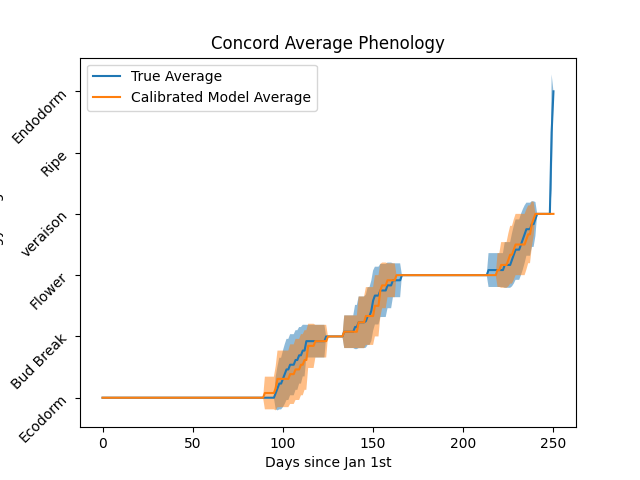 Concord Average Phenology
True Average
Calibrated Model Average
Endodorm
Ripe
veraison
Flower
Bud Break
Ecodorm
0 50 100 150 200 250
Days since Jan 1st